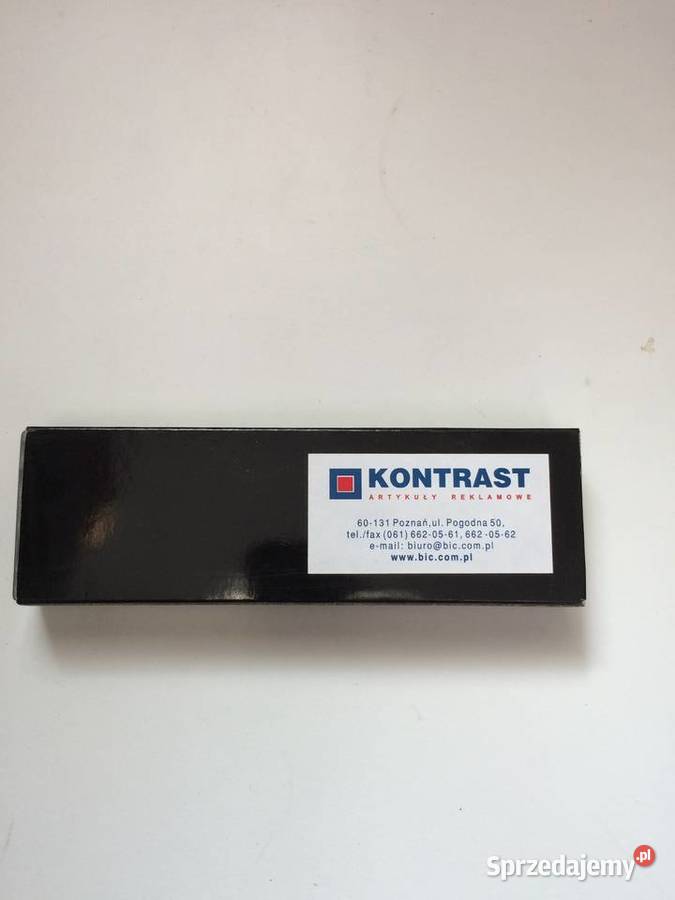 KONTRAST
ARTYKUŁY REKLAMOWE
60-131 Poznań,ul. Pogodna 50,
tel./fax (061) 662-05-61, 662-05-62
e-mail: biuro@bic.com.pl
www.bic.com.pl
Sprzedajemy.pl